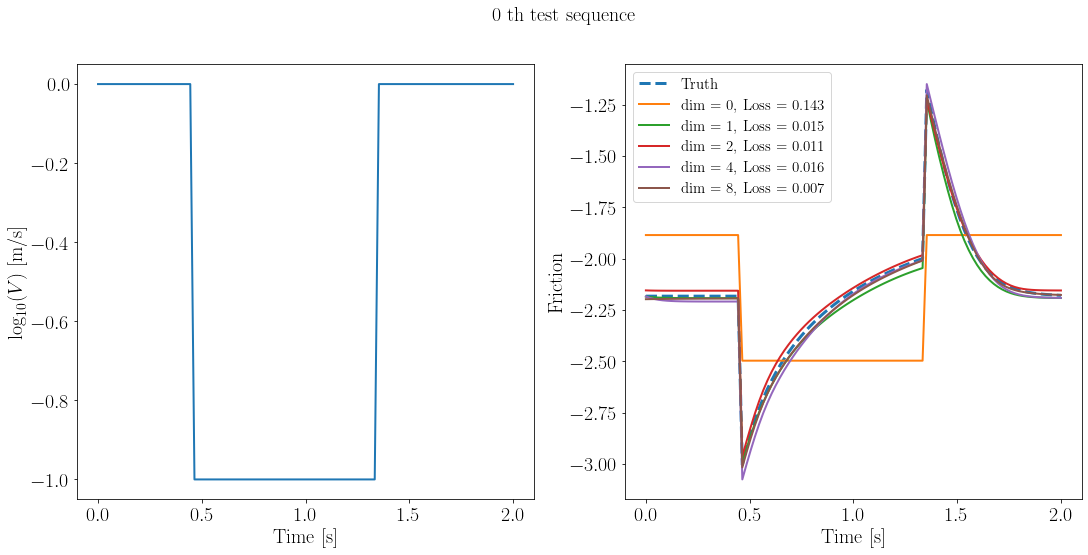 0 th test sequence
0.0
−0.2
−0.4
−0.6
−0.8
−1.0
log10(V) [m/s]
0.0 0.5 1.0 1.5 2.0
Time [s]
Truth
dim = 0, Loss = 0.143
dim = 1, Loss = 0.015
dim = 2, Loss = 0.011
dim = 4, Loss = 0.016
dim = 8, Loss = 0.007
−1.25
−1.50
−1.75
−2.00
−2.25
−2.50
−2.75
−3.00
Friction
0.0 0.5 1.0 1.5 2.0
Time [s]